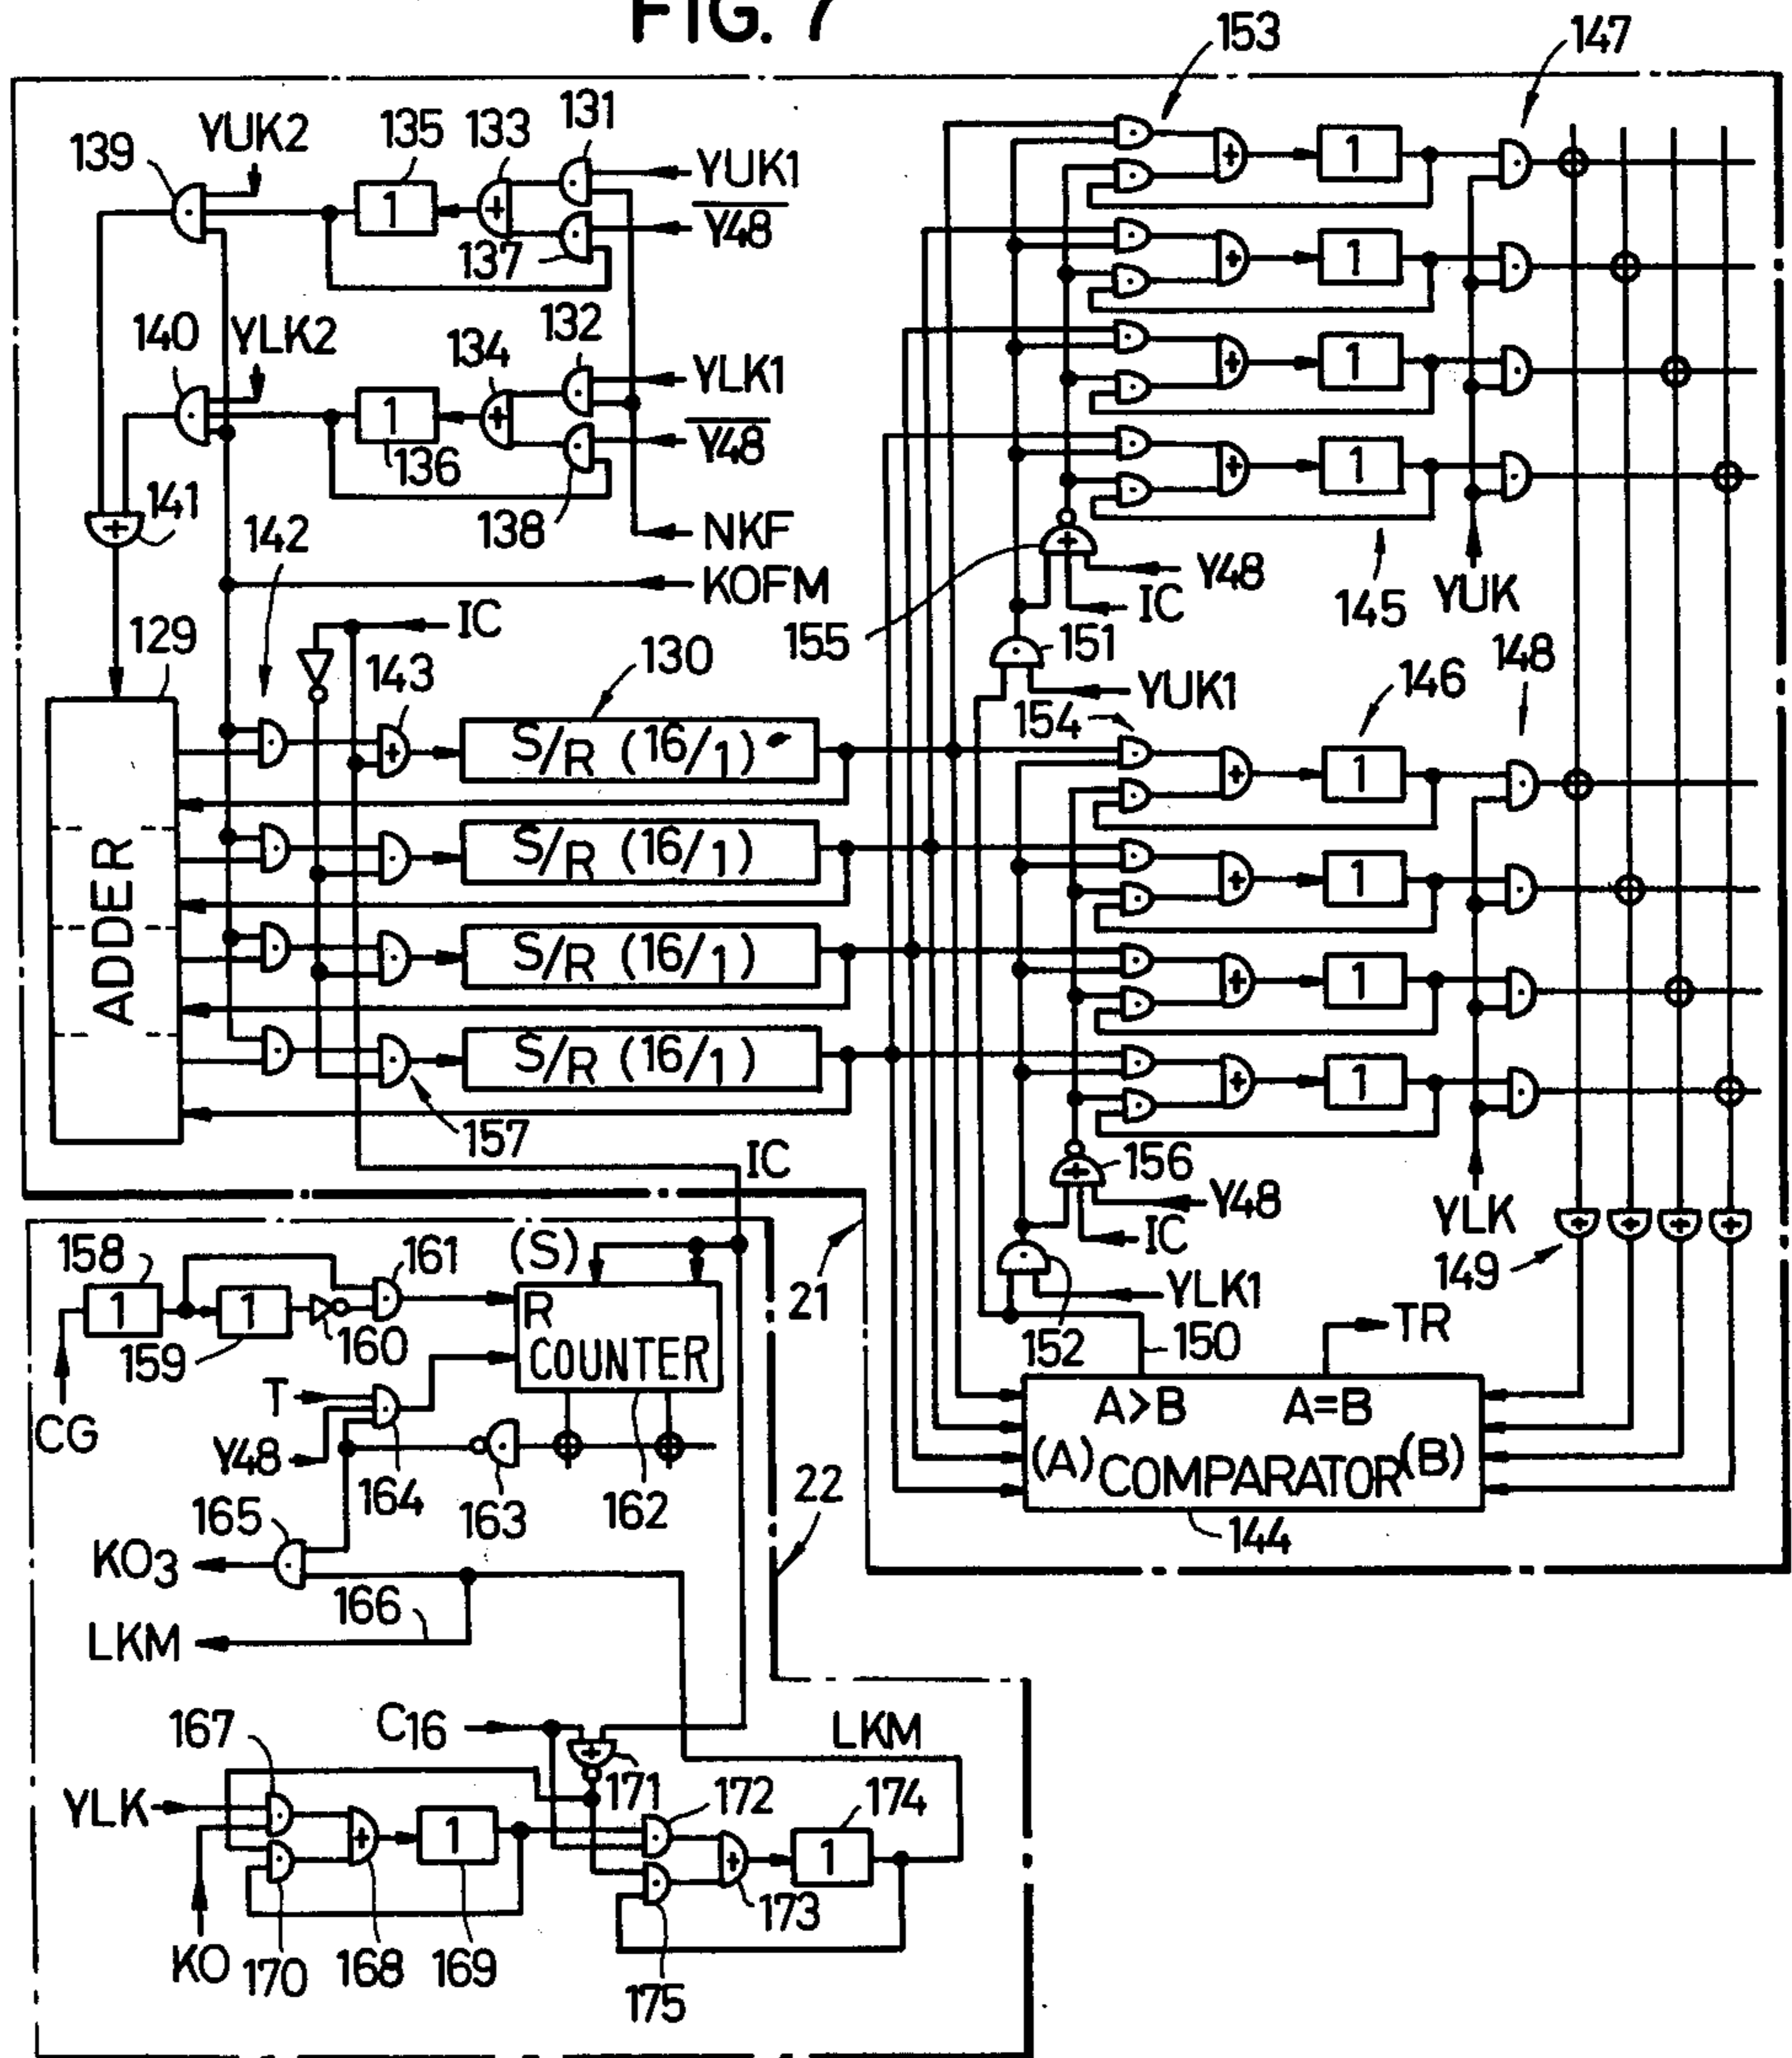 FIG. 7
153
147
131
YUK2
135
133
139
YUK1
1
1
Y48
137
132
1
140
YLK2
134
YLK1
1
1
Y48
136
138
1
141
142
NKF
Y48
KOFM
IC
145
YUK
129
IC
155
151
148
143
130
146
YUK1
154
S/R (16/1)
1
S/R (16/1)
1
ADDER
S/R (16/1)
1
S/R (16/1)
1
157
IC
156
Y48
YLK
158
(S)
161
IC
149
1
1
R
21
YLK1
159
160
COUNTER
152
150
TR
T
CG
A>B
A=B
Y48
(A)
COMPARATOR
(B)
164
163
162
22
165
144
KO3
166
LKM
167
C16
LKM
171
172
174
YLK
1
1
173
KO
170
168
169
175